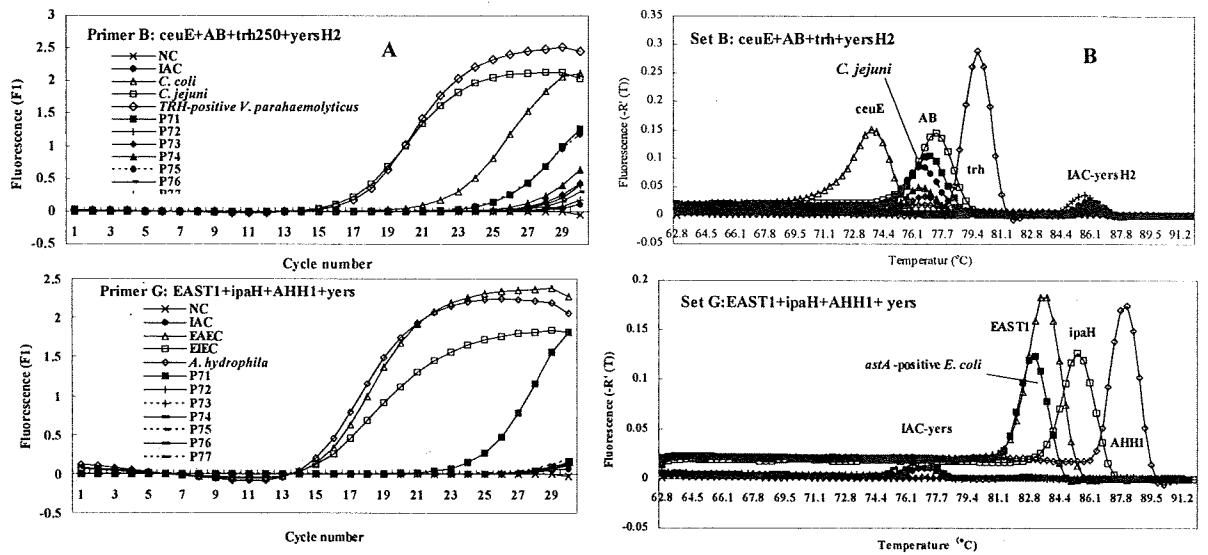 Primer B: ceuE+AB+trh250+yersH2
A
NC
IAC
C. coli
C. jejuni
TRH-positive V. parahaemolyticus
P71
P72
P73
P74
P75
P76
Fluorescence (F1)
3
2.5
2
1.5
1
0.5
0
-0.5
1 3 5 7 9 11 13 15 17 19 21 23 25 27 29
Cycle number
Set B: ceuE+AB+trh+yersH2
B
C. jejuni
ceuE
AB
trh
IAC-yersH2
Fluorescence (-R' (T))
0.35
0.3
0.25
0.2
0.15
0.1
0.05
0
-0.05
62.8 64.5 66.1 67.8 69.5 71.1 72.8 74.4 76.1 77.7 79.4 81.1 82.8 84.4 86.1 87.8 89.5 91.2
Temperatur (°C)
Primer G: EAST1+ipaH+AHH1+yers
NC
IAC
EAEC
EIEC
A. hydrophila
P71
P72
P73
P74
P75
P76
P77
Fluorescence (F1)
2.5
2
1.5
1
0.5
0
-0.5
1 3 5 7 9 11 13 15 17 19 21 23 25 27 29
Cycle number
Set G:EAST1+ipaH+AHH1+ yers
EAST1
ipaH
astA-positive E. coli
IAC-yers
AHH1
Fluorescence (-R' (T))
0.2
0.15
0.1
0.05
0
-0.05
62.8 64.5 66.1 67.8 69.5 71.1 72.8 74.4 76.1 77.7 79.4 81.1 82.8 84.4 86.1 87.8 89.5 91.2
Temperature (°C)